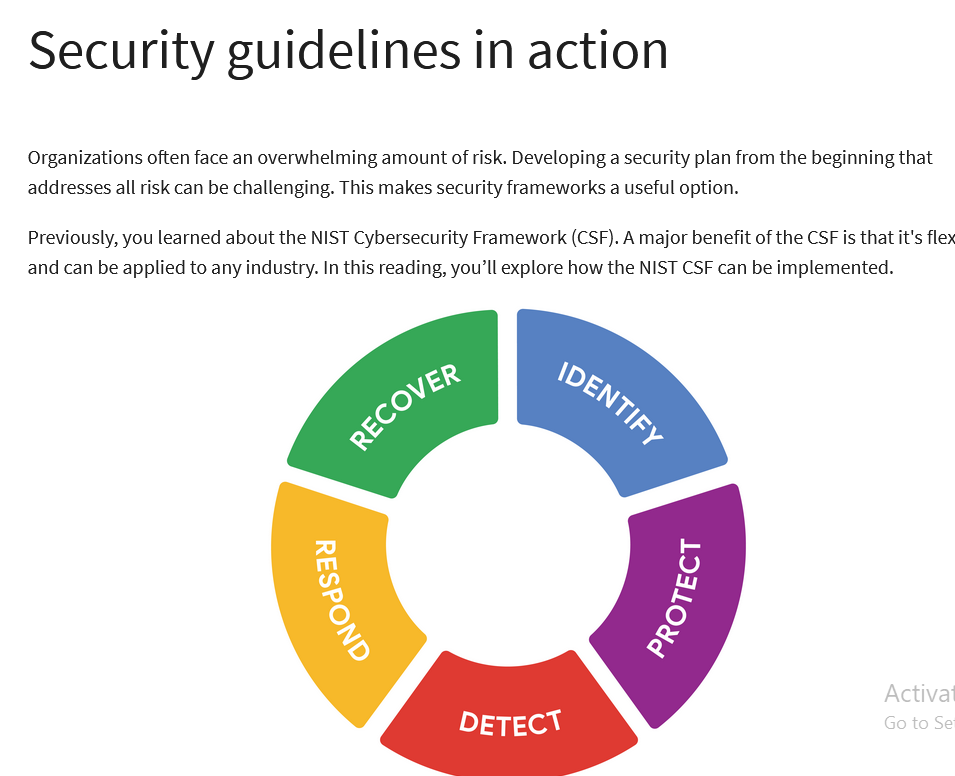 Security guidelines in action
Organizations often face an overwhelming amount of risk. Developing a security plan from the beginning that
addresses all risk can be challenging. This makes security frameworks a useful option.
Previously, you learned about the NIST Cybersecurity Framework (CSF). A major benefit of the CSF is that it's
and can be applied to any industry. In this reading, you’ll explore how the NIST CSF can be implemented.
RECOVER
IDENTIFY
RESPOND
PROTECT
DETECT
Go to